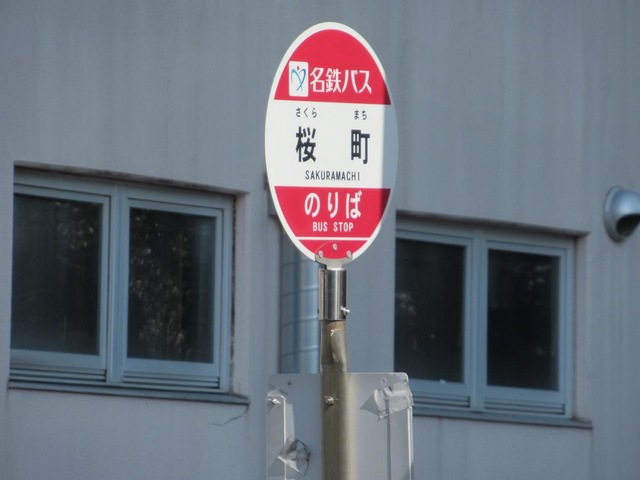 名鉄バス
さくら まち
桜 町
SAKURAMACHI
のりば
BUS STOP